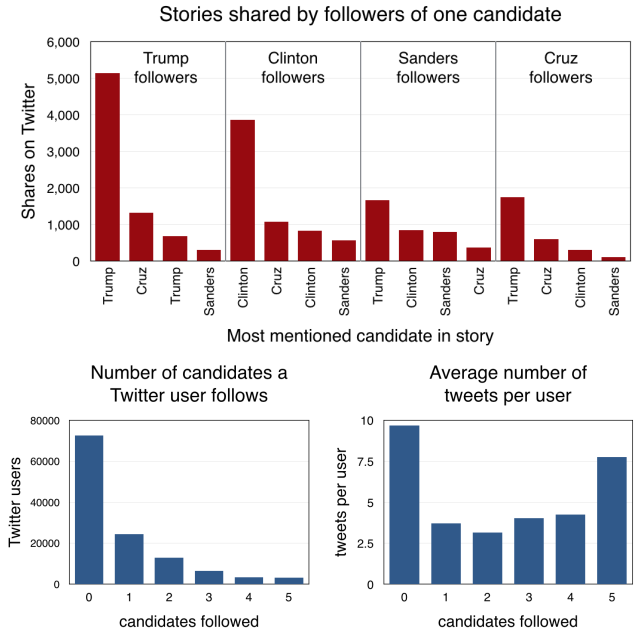 Stories shared by followers of one candidate
Shares on Twitter
6,000
5,000
4,000
3,000
2,000
1,000
0
Trump
followers
Clinton
followers
Sanders
followers
Cruz
followers
Trump
Cruz
Trump
Sanders
Clinton
Cruz
Clinton
Sanders
Trump
Clinton
Sanders
Cruz
Trump
Cruz
Clinton
Sanders
Most mentioned candidate in story
Number of candidates a
Twitter user follows
Twitter users
80000
60000
40000
20000
0
0 1 2 3 4 5
candidates followed
Average number of
tweets per user
tweets per user
10
7.5
5
2.5
0
0 1 2 3 4 5
candidates followed